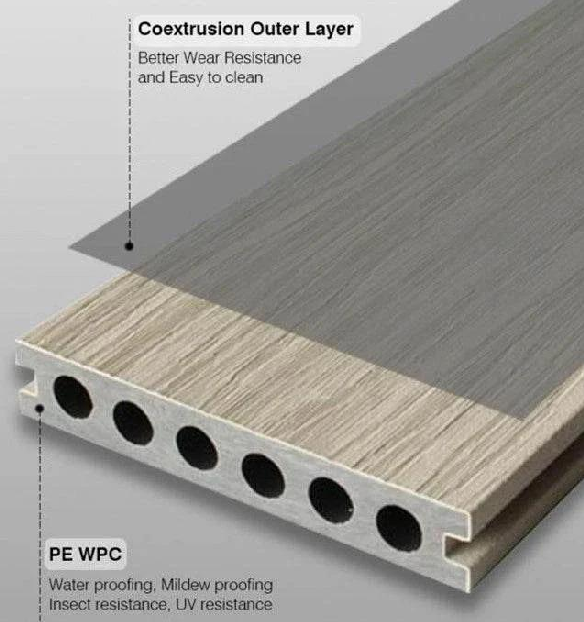 Coextrusion Outer Layer
Better Wear Resistance
and Easy to clean
PE WPC
Water proofing, Mildew proofing
Insect resistance, UV resistance